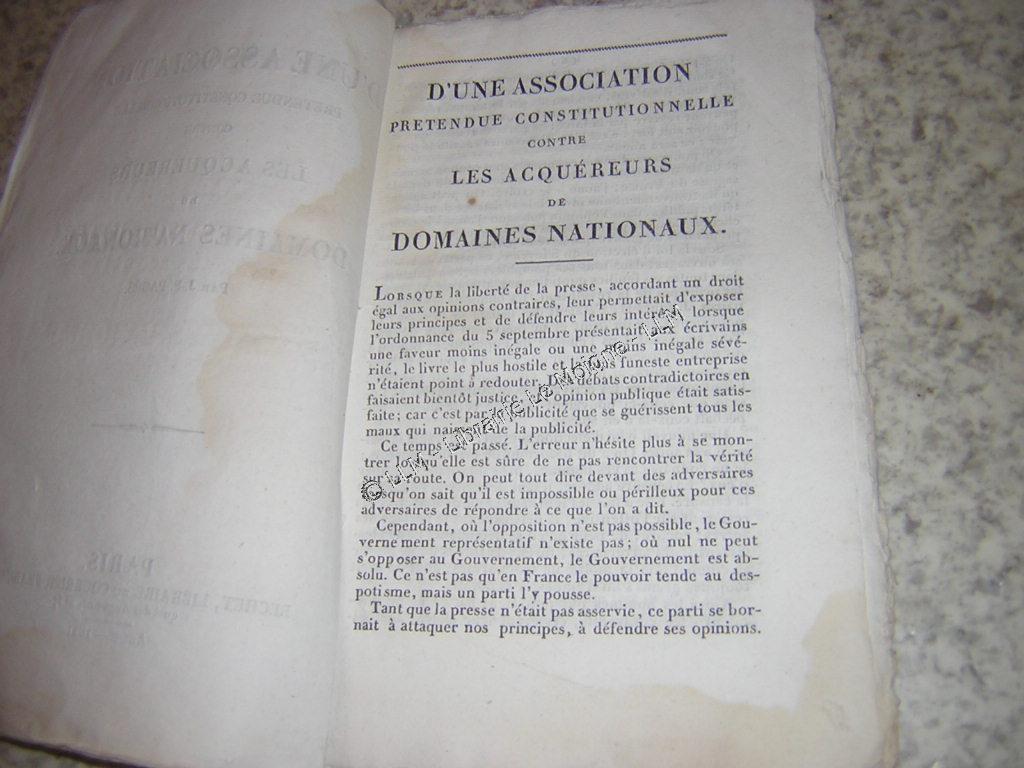 D'UNE ASSOCIATION
PRETENDUE CONSTITUTIONNELLE
CONTRE
LES ACQUÉREURS
DE
DOMAINES NATIONAUX.
LORSQUE la liberté de la presse, accordant un droit
égal aux opinions contraires, leur permettait d'exposer
leurs principes et de défendre leurs intérêts, lorsque
l'ordonnance du 5 septembre présentait aux écrivains
une faveur moins inégale ou une moins inégale sévé-
rité, le livre le plus hostile et la plus funeste entreprise
n'étaient point à redouter. Les débats contradictoires en
faisaient bientôt justice, et l'opinion publique était satis-
faite; car c'est par la publicité que se guérissent tous les
maux qui naissent de la publicité.
Ce temps est passé. L'erreur n'hésite plus à se mon-
trer lorsqu'elle est sûre de ne pas rencontrer la vérité
sur sa route. On peut tout dire devant des adversaires
lorsqu'on sait qu'il est impossible ou périlleux pour ces
adversaires de répondre à ce que l'on a dit.
Cependant, où l'opposition n'est pas possible, le Gou-
vernement représentatif n'existe pas; où nul ne peut
s'opposer au Gouvernement, le Gouvernement est ab-
solu. Ce n'est pas qu'en France le pouvoir tende au des-
potisme, mais un parti l'y pousse.
Tant que la presse n'était pas asservie, ce parti se bor-
nait à attaquer nos principes, à défendre ses opinions.
© LLM - Librairie Le Moigne - LLM